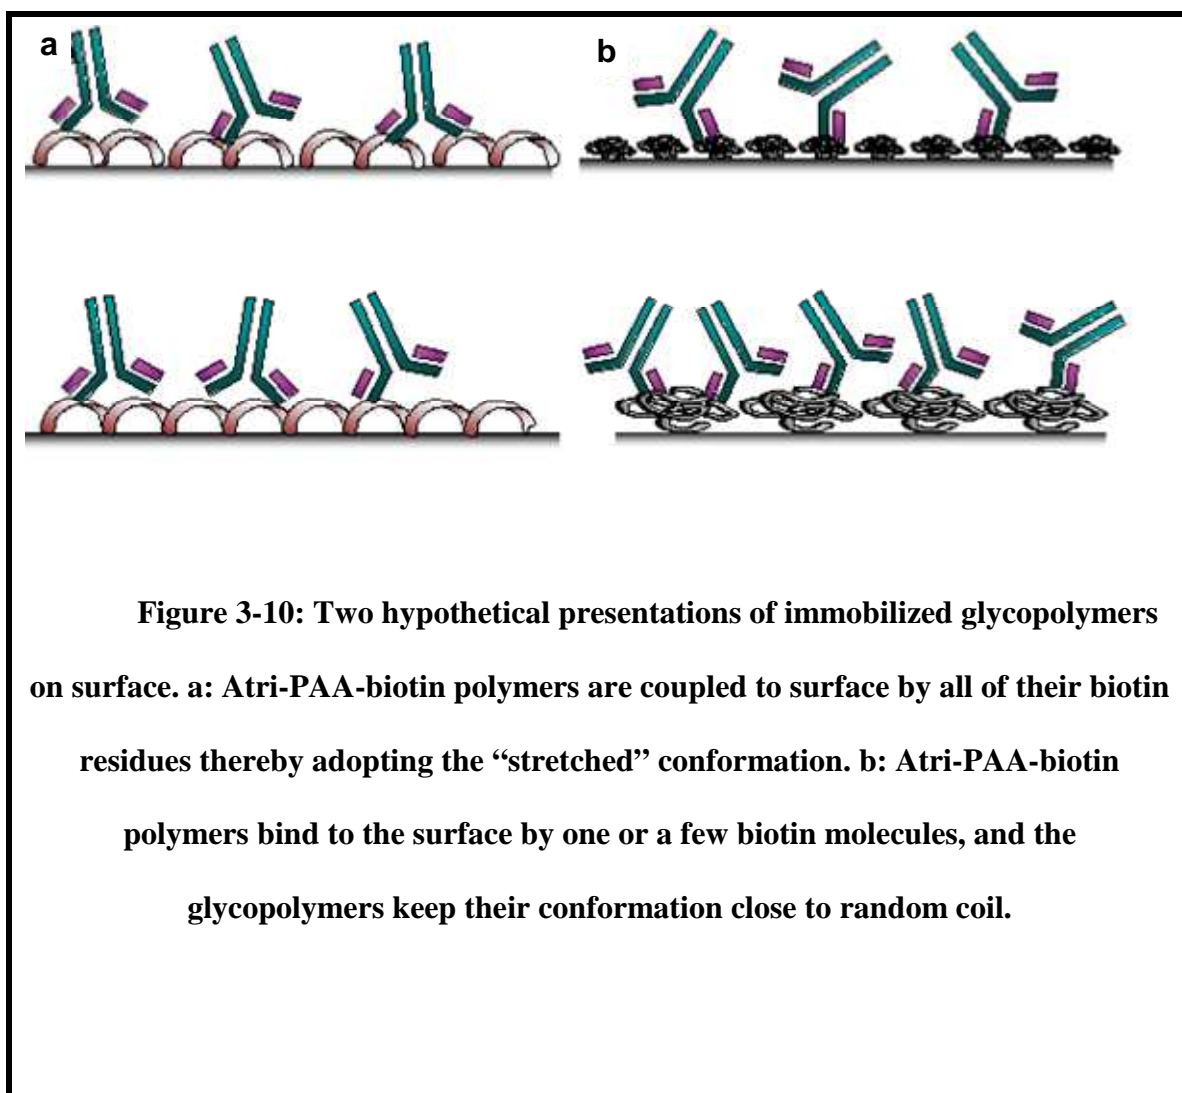 a
b
Figure 3-10: Two hypothetical presentations of immobilized glycopolymers
on surface. a: Atri-PAA-biotin polymers are coupled to surface by all of their biotin
residues thereby adopting the “stretched” conformation. b: Atri-PAA-biotin
polymers bind to the surface by one or a few biotin molecules, and the
glycopolymers keep their conformation close to random coil.